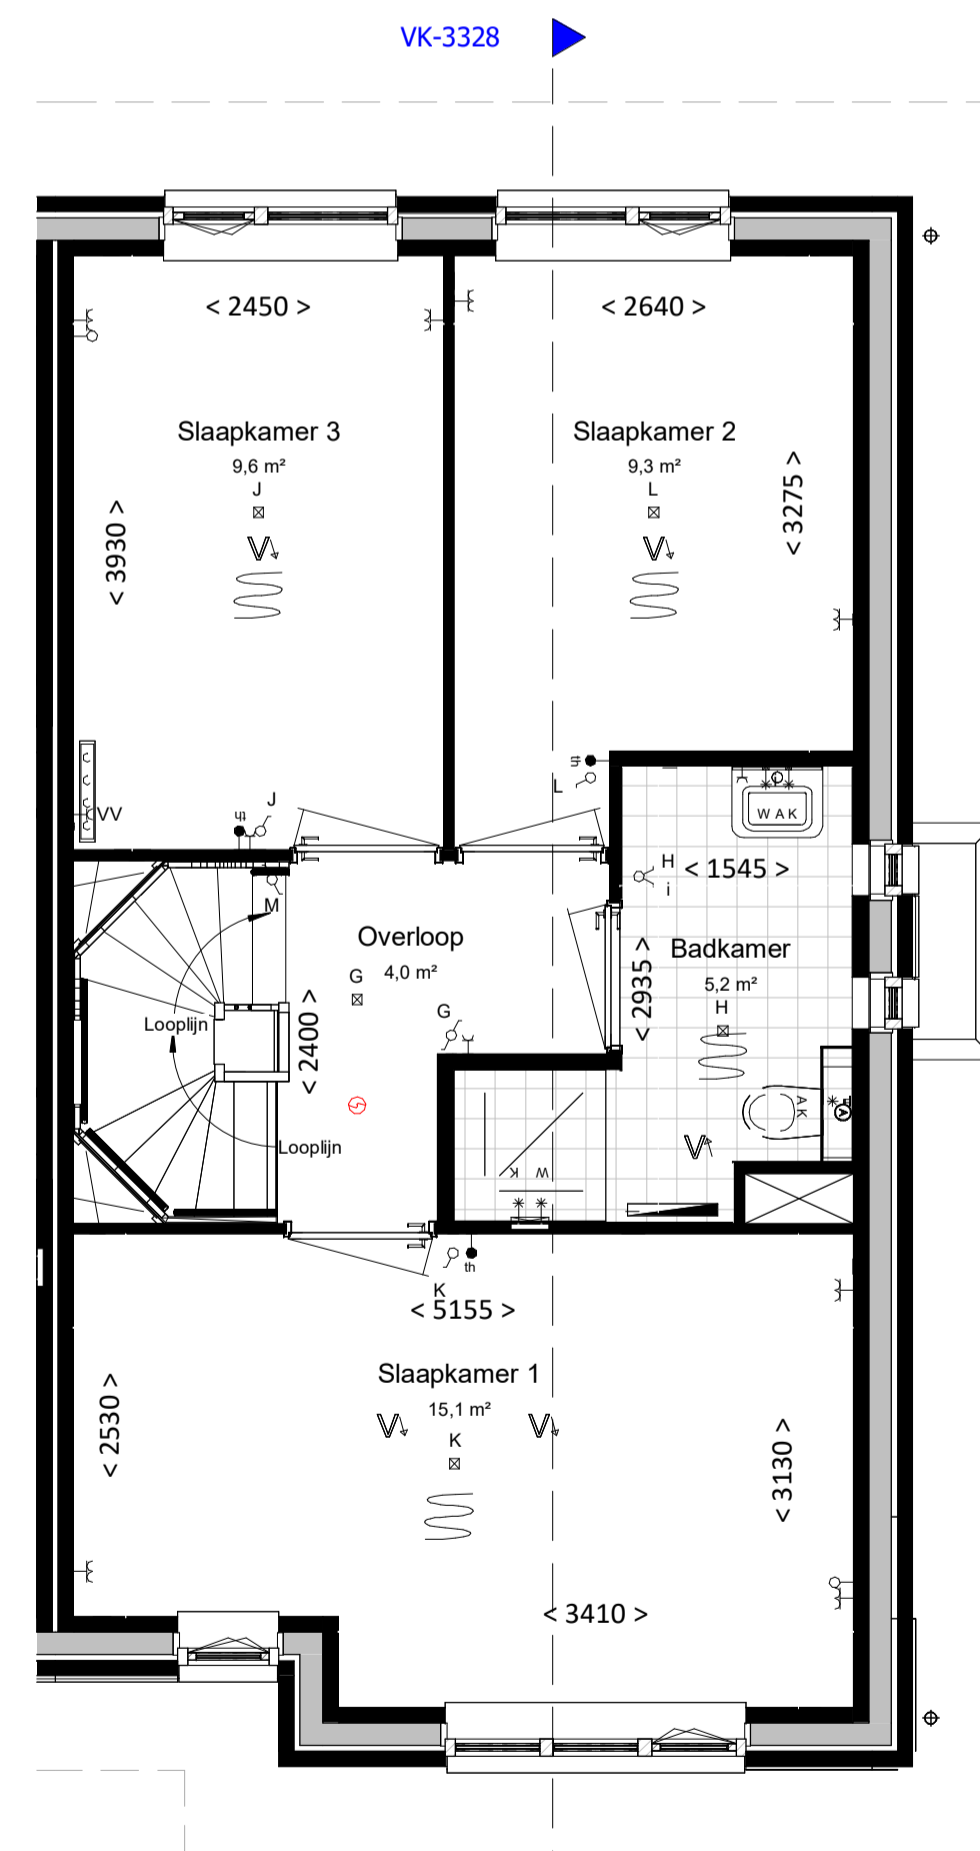 VK-3328
< 2450 >
< 2640 >
Slaapkamer 3
9,6 m²
J
V
Slaapkamer 2
9,3 m²
L
V
< 3930 >
< 3275 >
VV
th
J
th
L
WAK
H
i
< 1545 >
M
Overloop
4,0 m²
G
G
Looplijn
Looplijn
< 2400 >
< 2935 >
Badkamer
5,2 m²
H
A K
A
V
W K
K
th
< 5155 >
Slaapkamer 1
15,1 m²
K
V
V
< 2530 >
< 3130 >
< 3410 >